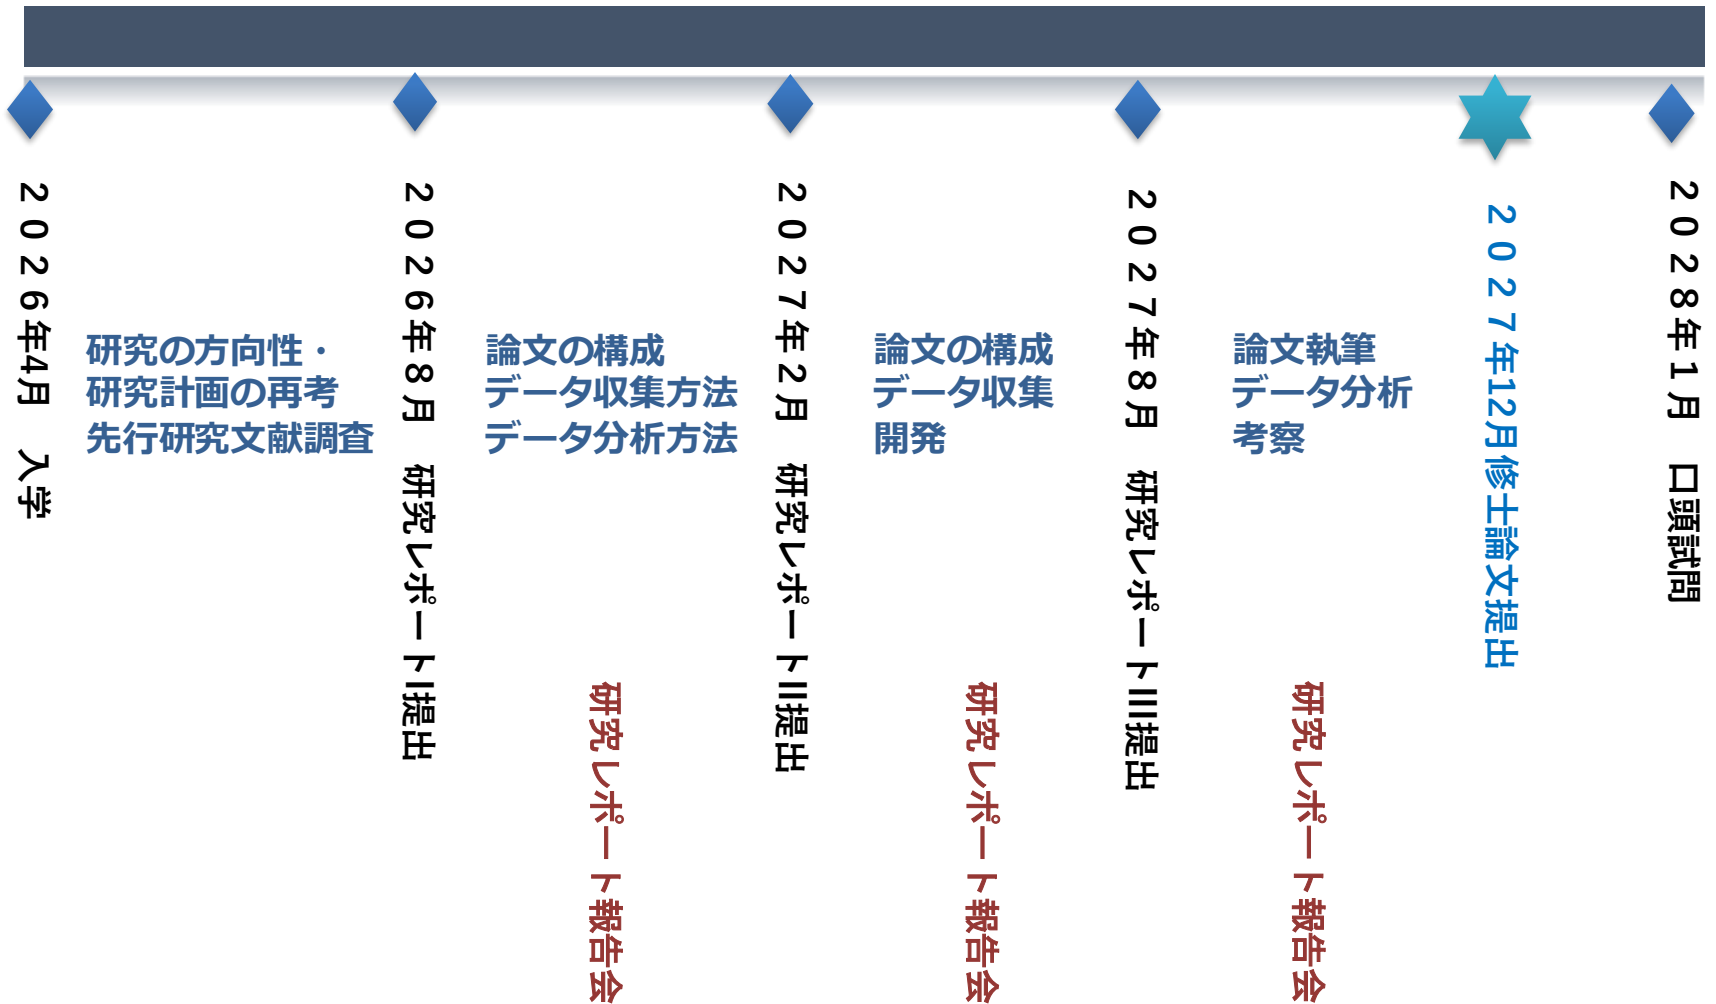 ２０２６年4月　入学
研究の方向性・
研究計画の再考
先行研究文献調査
２０２６年８月　研究レポートI提出
論文の構成
データ収集方法
データ分析方法
研究レポート報告会
２０２７年２月　研究レポートII提出
論文の構成
データ収集
開発
研究レポート報告会
２０２７年８月　研究レポートIII提出
論文執筆
データ分析
考察
研究レポート報告会
２０２７年12月修士論文提出
２０２８年１月　口頭試問